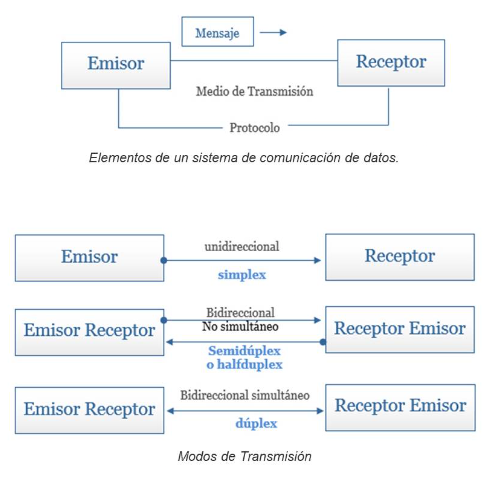 Mensaje
Emisor
Receptor
Medio de Transmisión
Protocolo
Elementos de un sistema de comunicación de datos.
Emisor
unidireccional
simplex
Receptor
Emisor Receptor
Bidireccional
No simultáneo
Semidúplex
o halfduplex
Receptor Emisor
Emisor Receptor
Bidireccional simultáneo
dúplex
Receptor Emisor
Modos de Transmisión